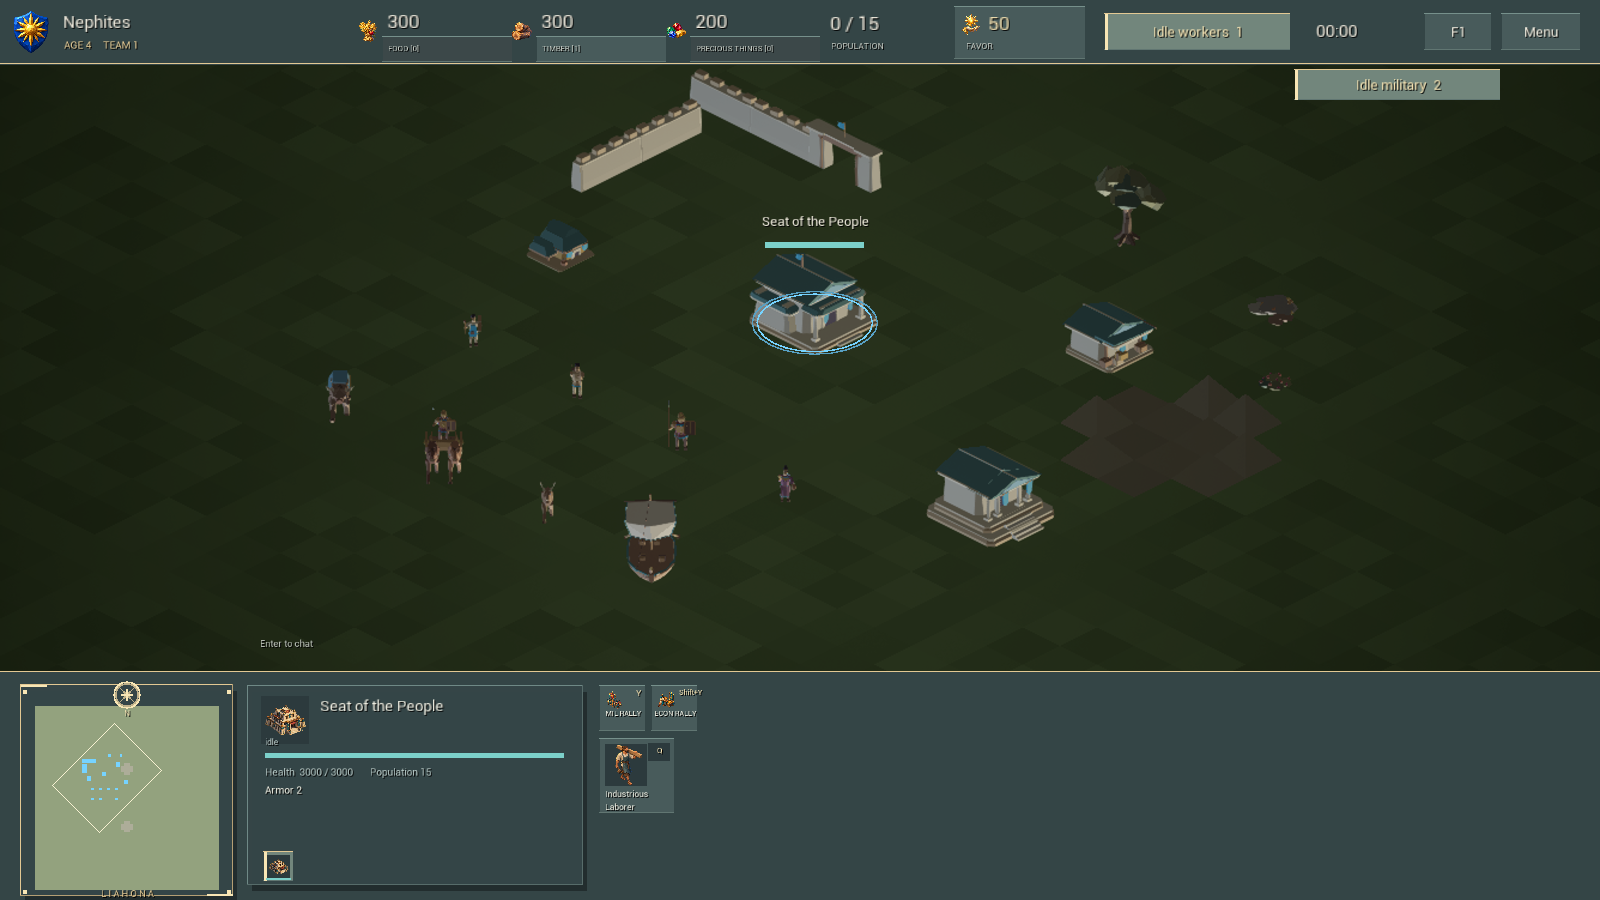 Nephites
AGE 4 TEAM 1
300
FOOD [0]
300
TIMBER [1]
200
PRECIOUS THINGS [0]
0 / 15
POPULATION
50
FAVOR
Idle workers 1
00:00
F1
Menu
Idle military 2
Seat of the People
Enter to chat
N
LIAHONA
Seat of the People
idle
Health 3000 / 3000 Population 15
Armor 2
Y
MIL RALLY
Shift+Y
ECON RALLY
Q
Industrious
Laborer